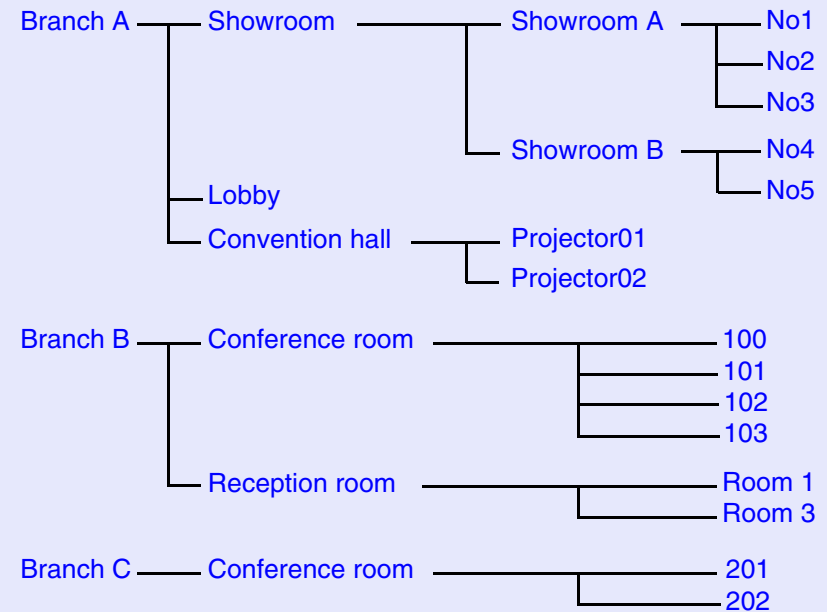 Branch A Showroom Showroom A No1
No2
No3
Showroom B No4
No5
Lobby
Convention hall Projector01
Projector02
Branch B Conference room 100
101
102
103
Reception room Room 1
Room 3
Branch C Conference room 201
202